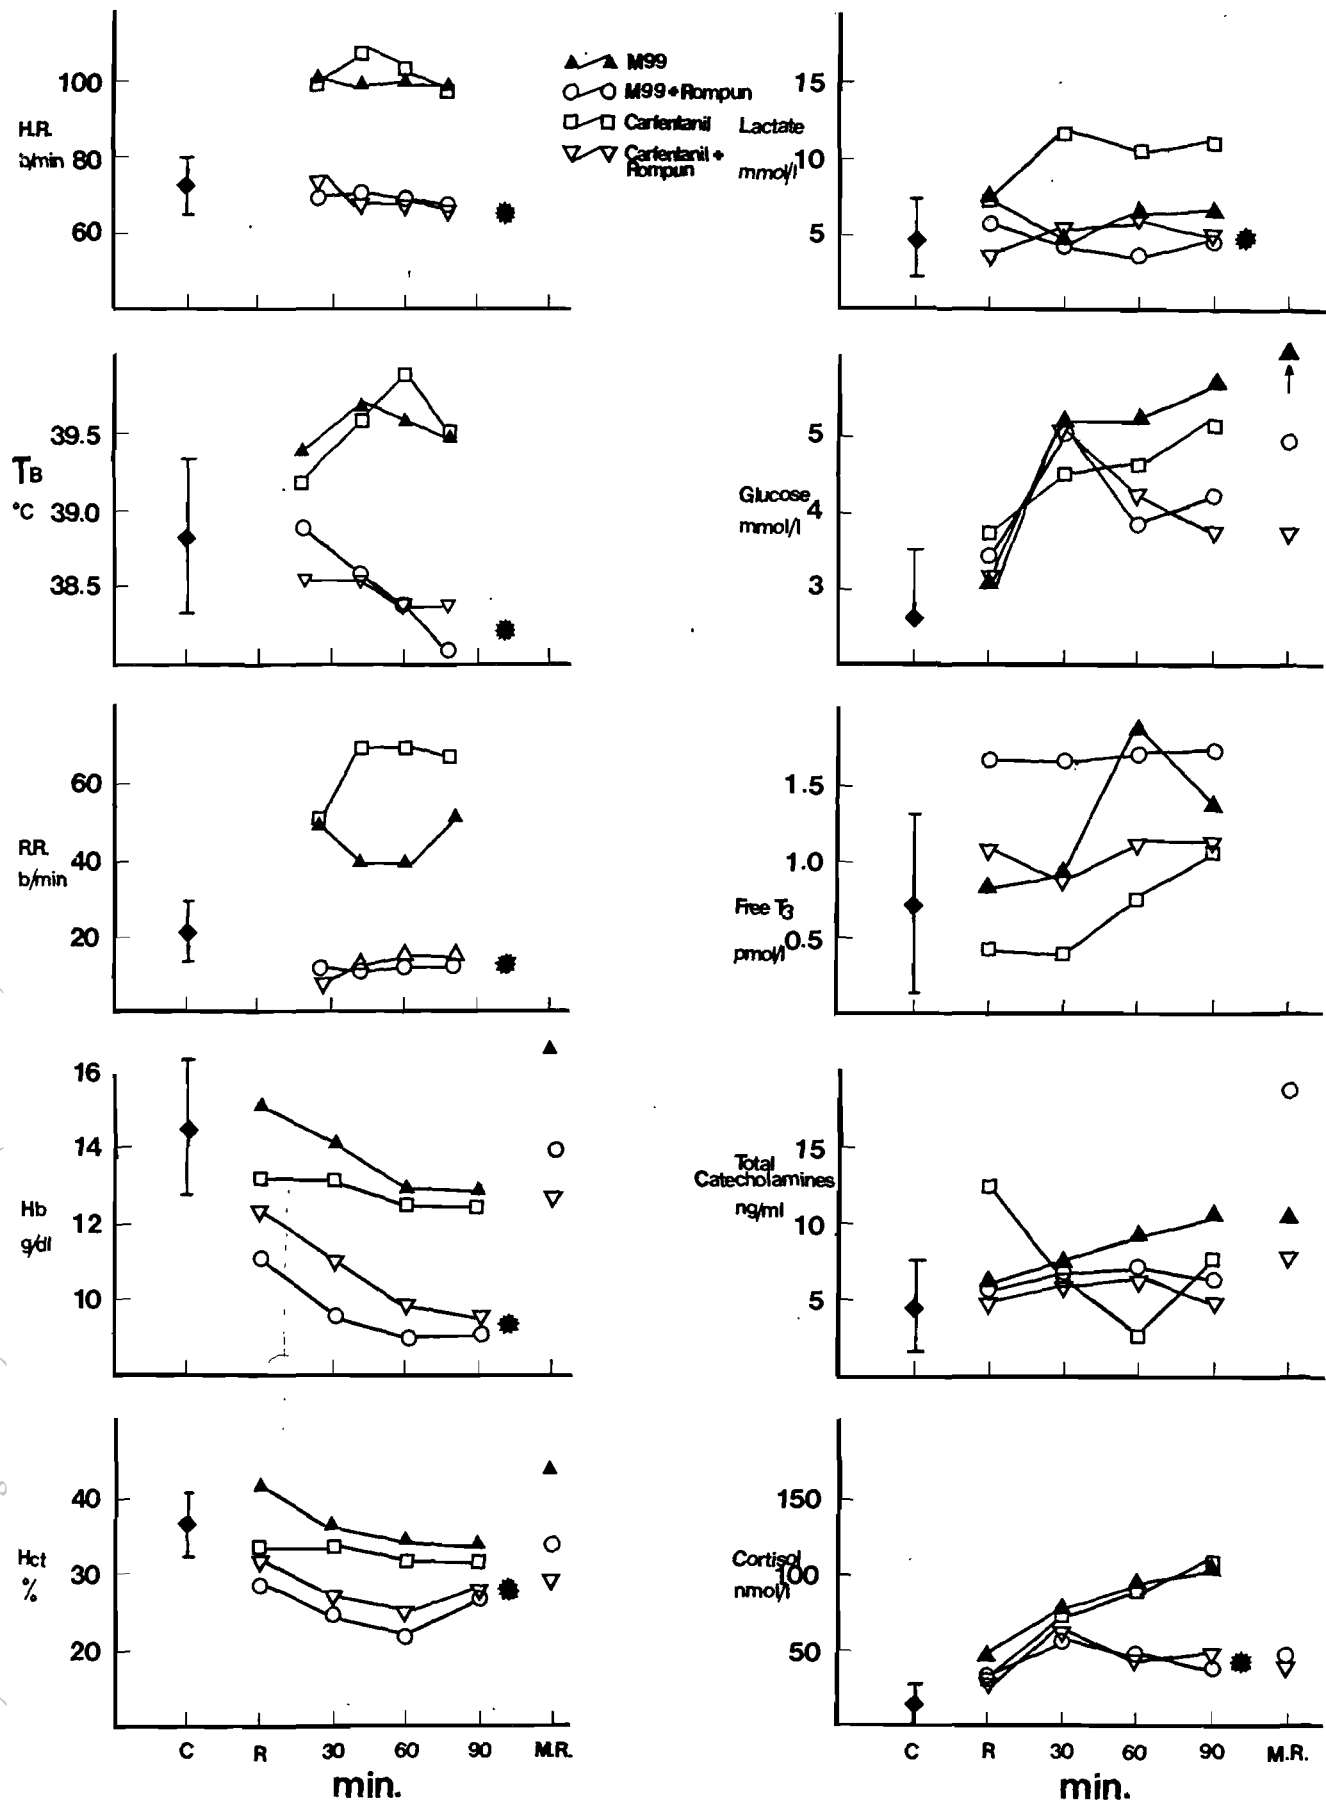 M99
M99+Rompun
Carfentanil
Carfentanil +
Rompun
100
H.R.
b/min 80
60
15
Lactate
mmol/l 10
5
39.5
TB
°C 39.0
38.5
5
Glucose 4
mmol/l
3
60
R.R. 40
b/min
20
1.5
1.0
Free T3
pmol/l 0.5
16
14
Hb 12
g/dl
10
15
Total
Catecholamines
ng/ml 10
5
40
Hct 30
%
20
C R 30 60 90 M.R.
min.
150
Cortisol
nmol/l 100
50
C R 30 60 90 M.R.
min.